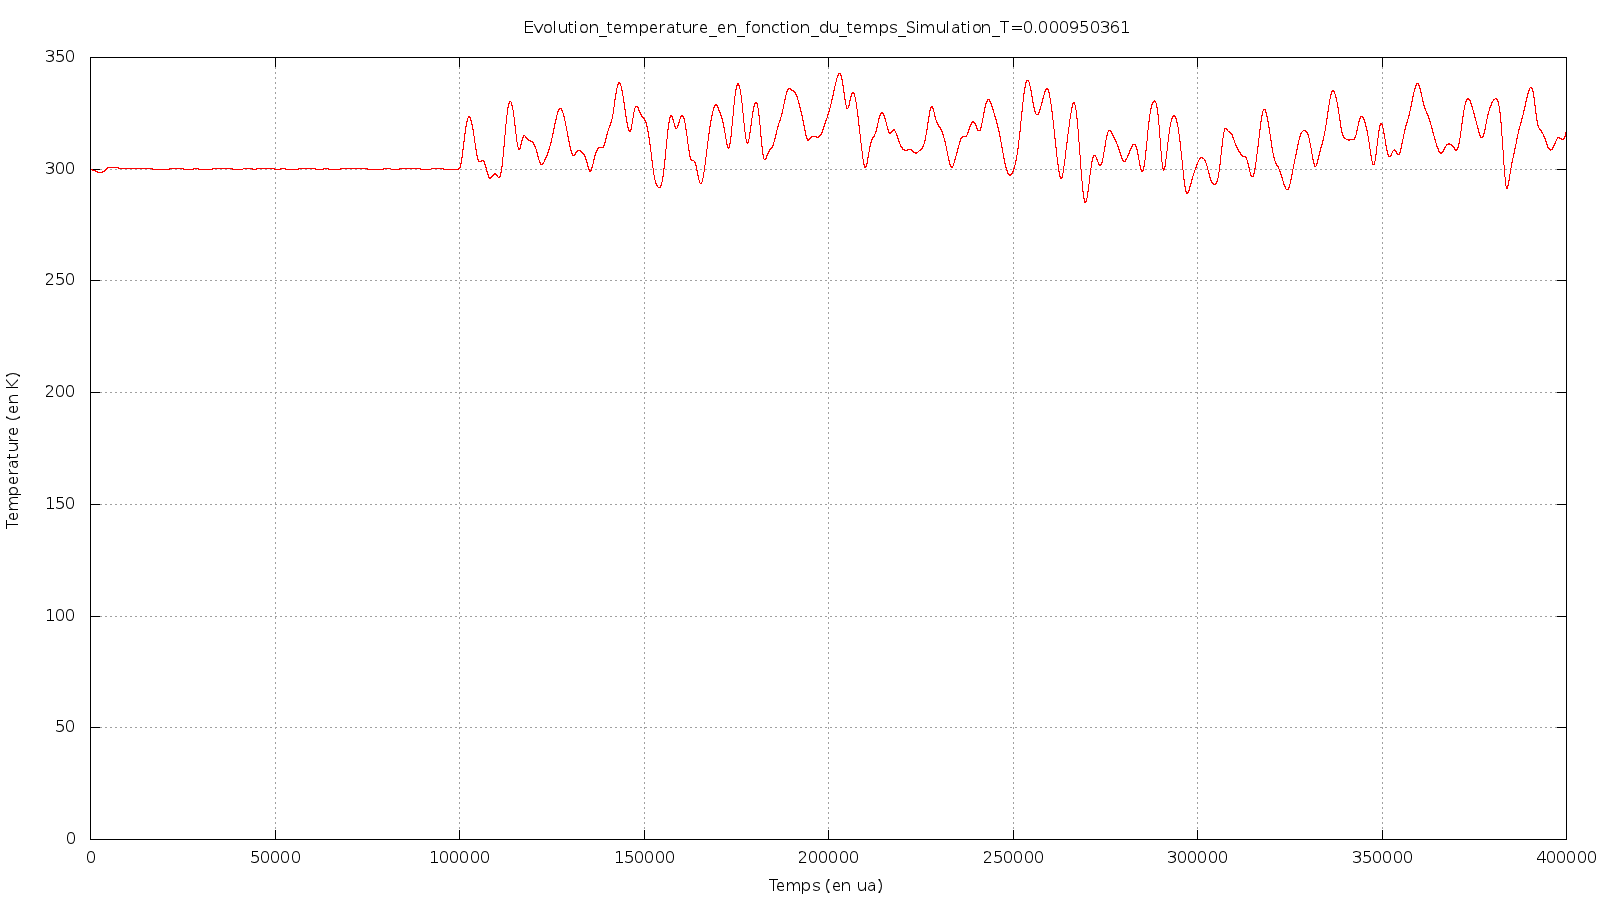 Evolution_temperature_en_fonction_du_temps_Simulation_T=0.000950361
350
300
250
200
150
100
50
0
Temperature (en K)
0 50000 100000 150000 200000 250000 300000 350000 400000
Temps (en ua)